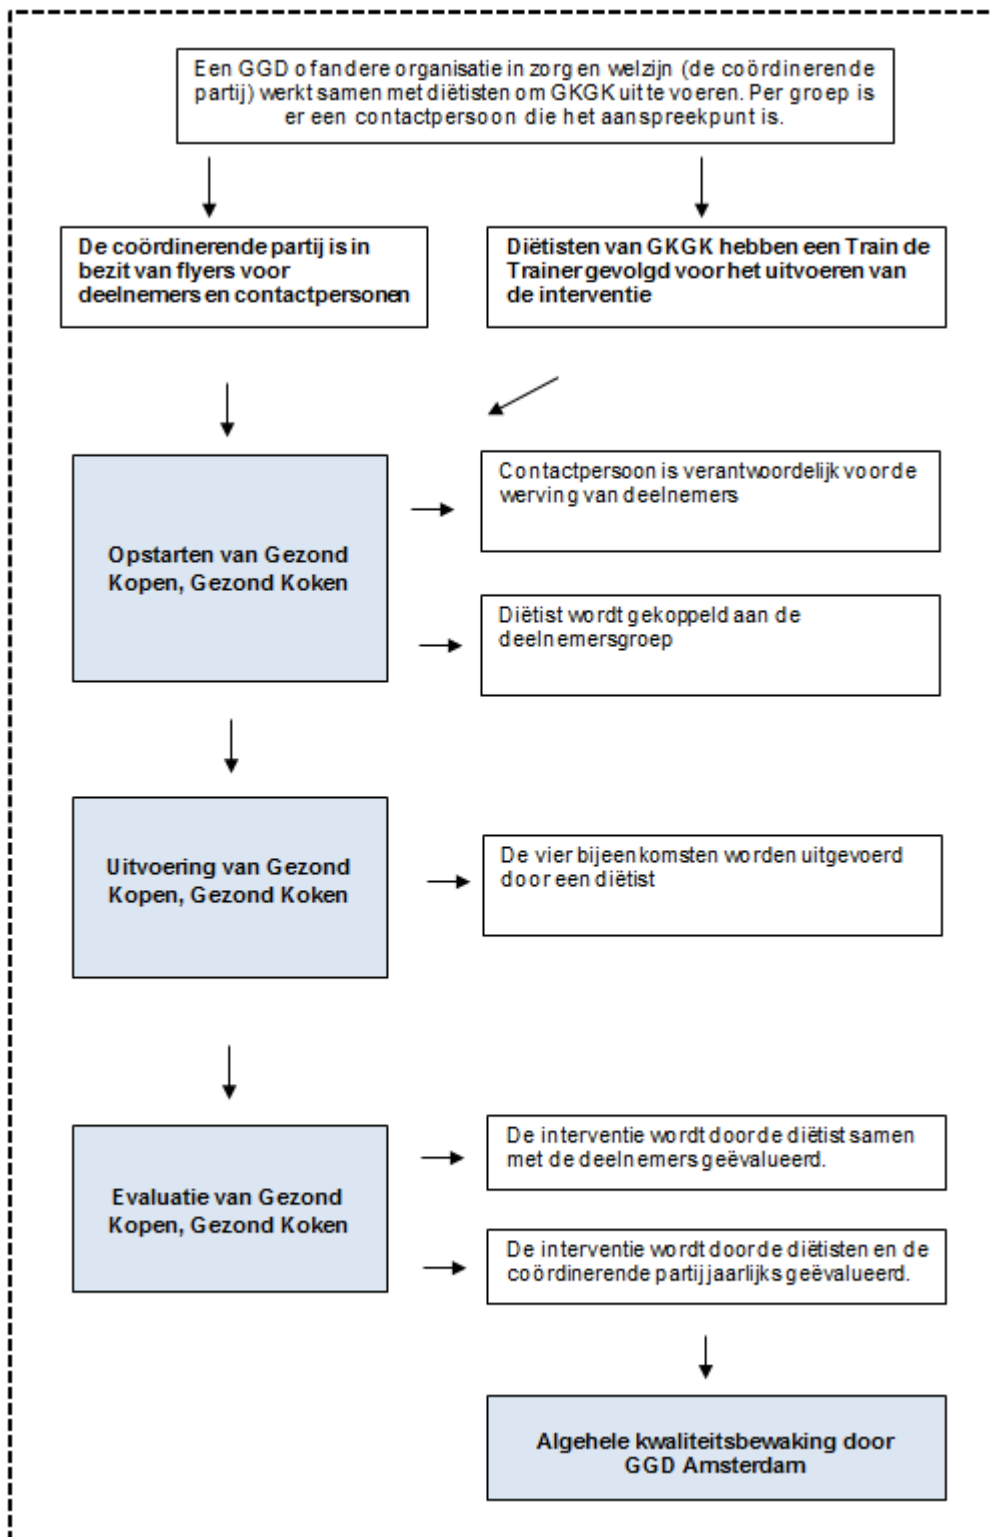 Een GGD of andere organisatie in zorg en welzijn (de coördinerende
partij) werkt samen met diëtisten om GKGK uit te voeren. Per groep is
er een contactpersoon die het aanspreekpunt is.
De coördinerende partij is in
bezit van flyers voor
deelnemers en contactpersonen
Diëtisten van GKGK hebben een Train de
Trainer gevolgd voor het uitvoeren van
de interventie
Opstarten van Gezond
Kopen, Gezond Koken
Contactpersoon is verantwoordelijk voor de
werving van deelnemers
Diëtist wordt gekoppeld aan de
deelnemersgroep
Uitvoering van Gezond
Kopen, Gezond Koken
De vier bijeenkomsten worden uitgevoerd
door een diëtist
Evaluatie van Gezond
Kopen, Gezond Koken
De interventie wordt door de diëtist samen
met de deelnemers geëvalueerd.
De interventie wordt door de diëtisten en de
coördinerende partij jaarlijks geëvalueerd.
Algehele kwaliteitsbewaking door
GGD Amsterdam